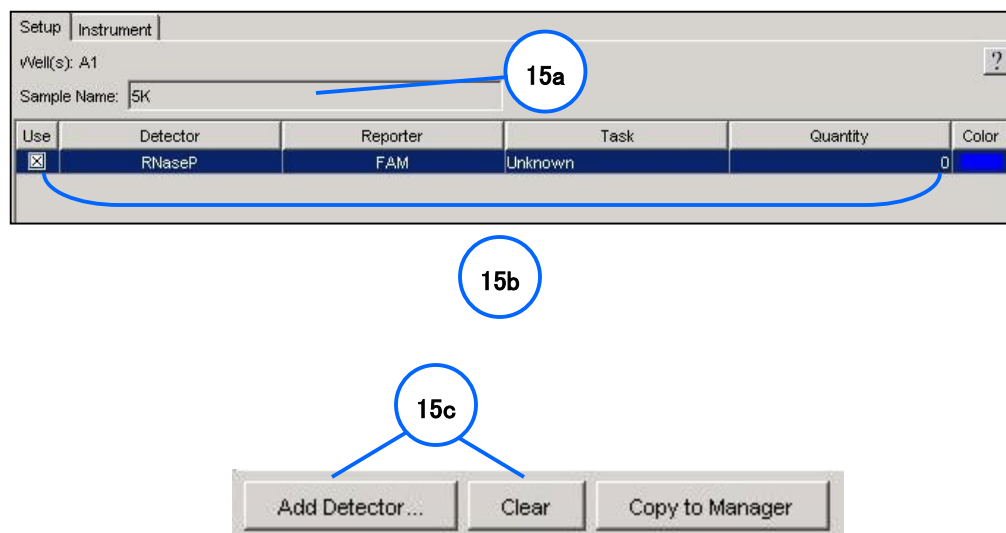 Setup Instrument
Well(s): A1
?
15a
Sample Name: 5K
Use Detector Reporter Task Quantity Color
RNaseP FAM Unknown 0
15b
15c
Add Detector... Clear Copy to Manager